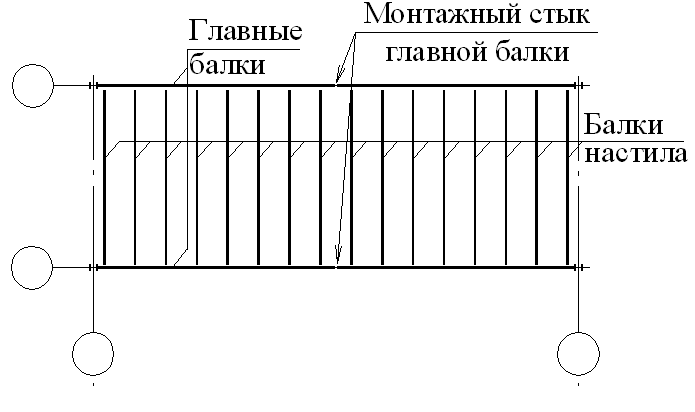 Главные
балки
Монтажный стык
главной балки
Балки
настила